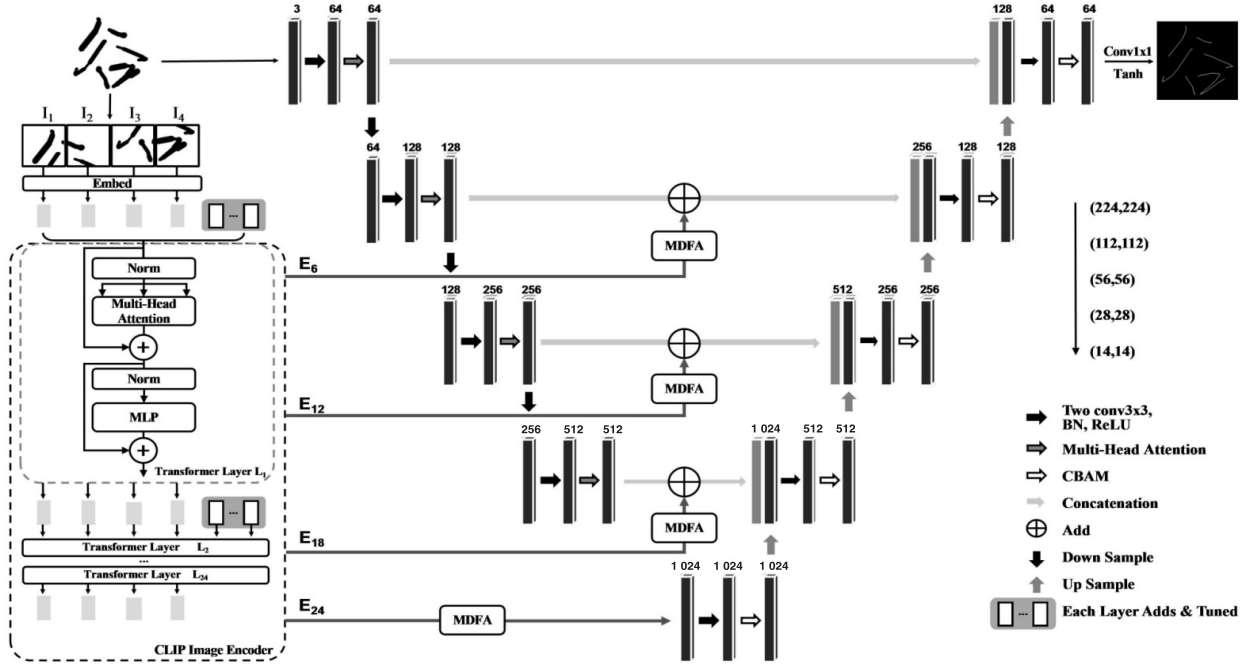 谷
I1 I2 I3 I4
Embed
...
Norm
Multi-Head
Attention
+
Norm
MLP
+
Transformer Layer L1
...
Transformer Layer L2
...
Transformer Layer L24
CLIP Image Encoder
3 64 64
128 64 64
Conv1x1
Tanh
谷
64 128 128
256 128 128
MDFA
E6
128 256 256
512 256 256
MDFA
E12
256 512 512
1 024 512 512
MDFA
E18
1 024 1 024 1 024
MDFA
E24
(224,224)
(112,112)
(56,56)
(28,28)
(14,14)
Two conv3x3,
BN, ReLU
Multi-Head Attention
CBAM
Concatenation
Add
Down Sample
Up Sample
... Each Layer Adds & Tuned